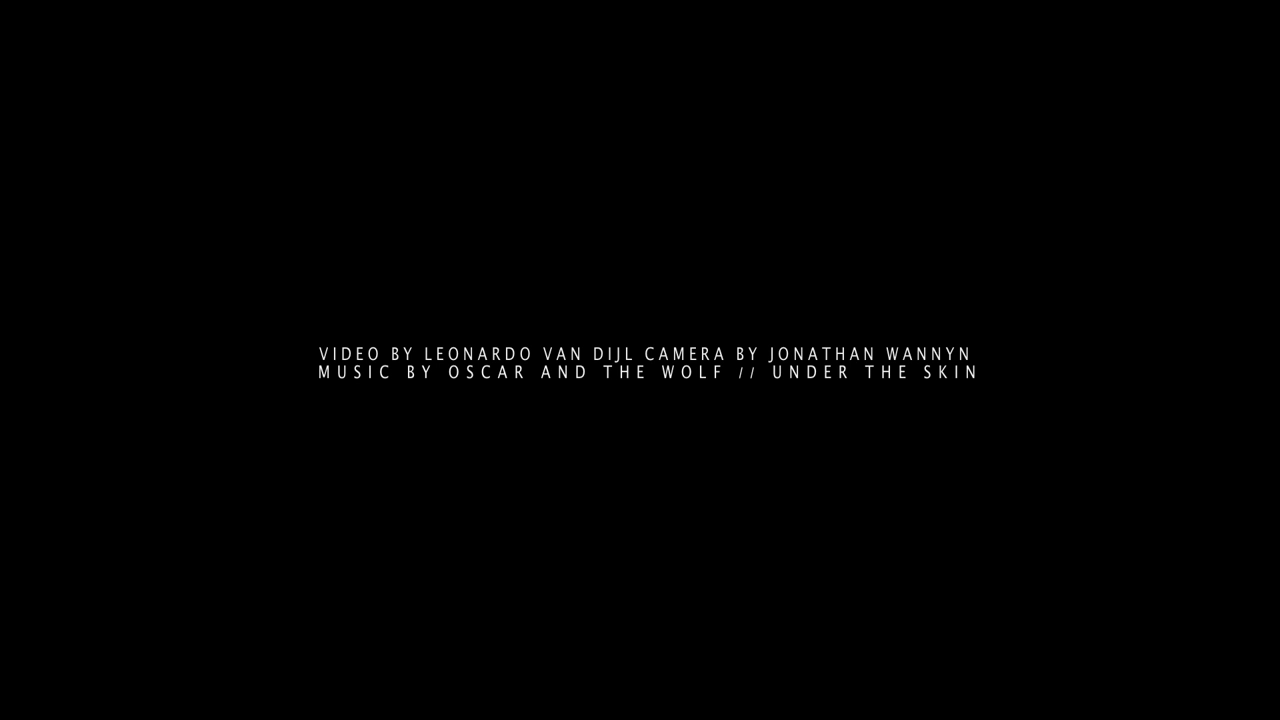 VIDEO BY LEONARDO VAN DIJL CAMERA BY JONATHAN WANNYN
MUSIC BY OSCAR AND THE WOLF // UNDER THE SKIN